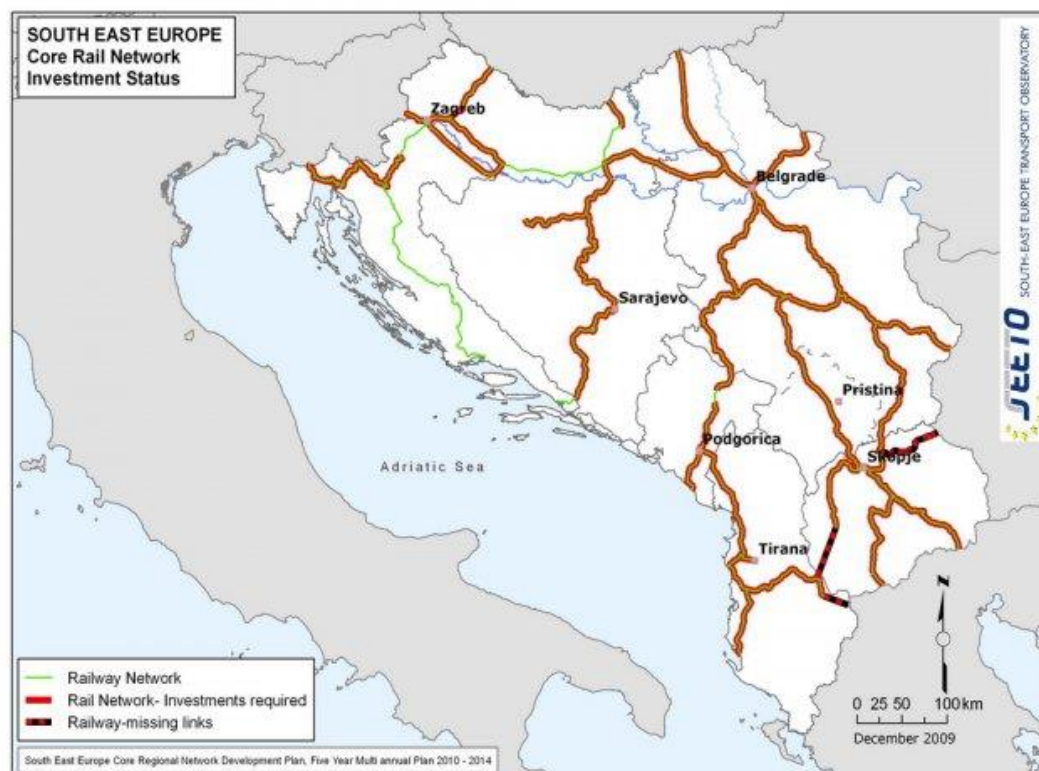 SOUTH EAST EUROPE
Core Rail Network
Investment Status
SOUTH-EAST EUROPE TRANSPORT OBSERVATORY
SEETO
Zagreb
Belgrade
Sarajevo
Pristina
Podgorica
Skopje
Adriatic Sea
Tirana
N
Railway Network
Rail Network- Investments required
Railway-missing links
0 25 50 100 km
December 2009
South East Europe Core Regional Network Development Plan, Five Year Multi annual Plan 2010 - 2014